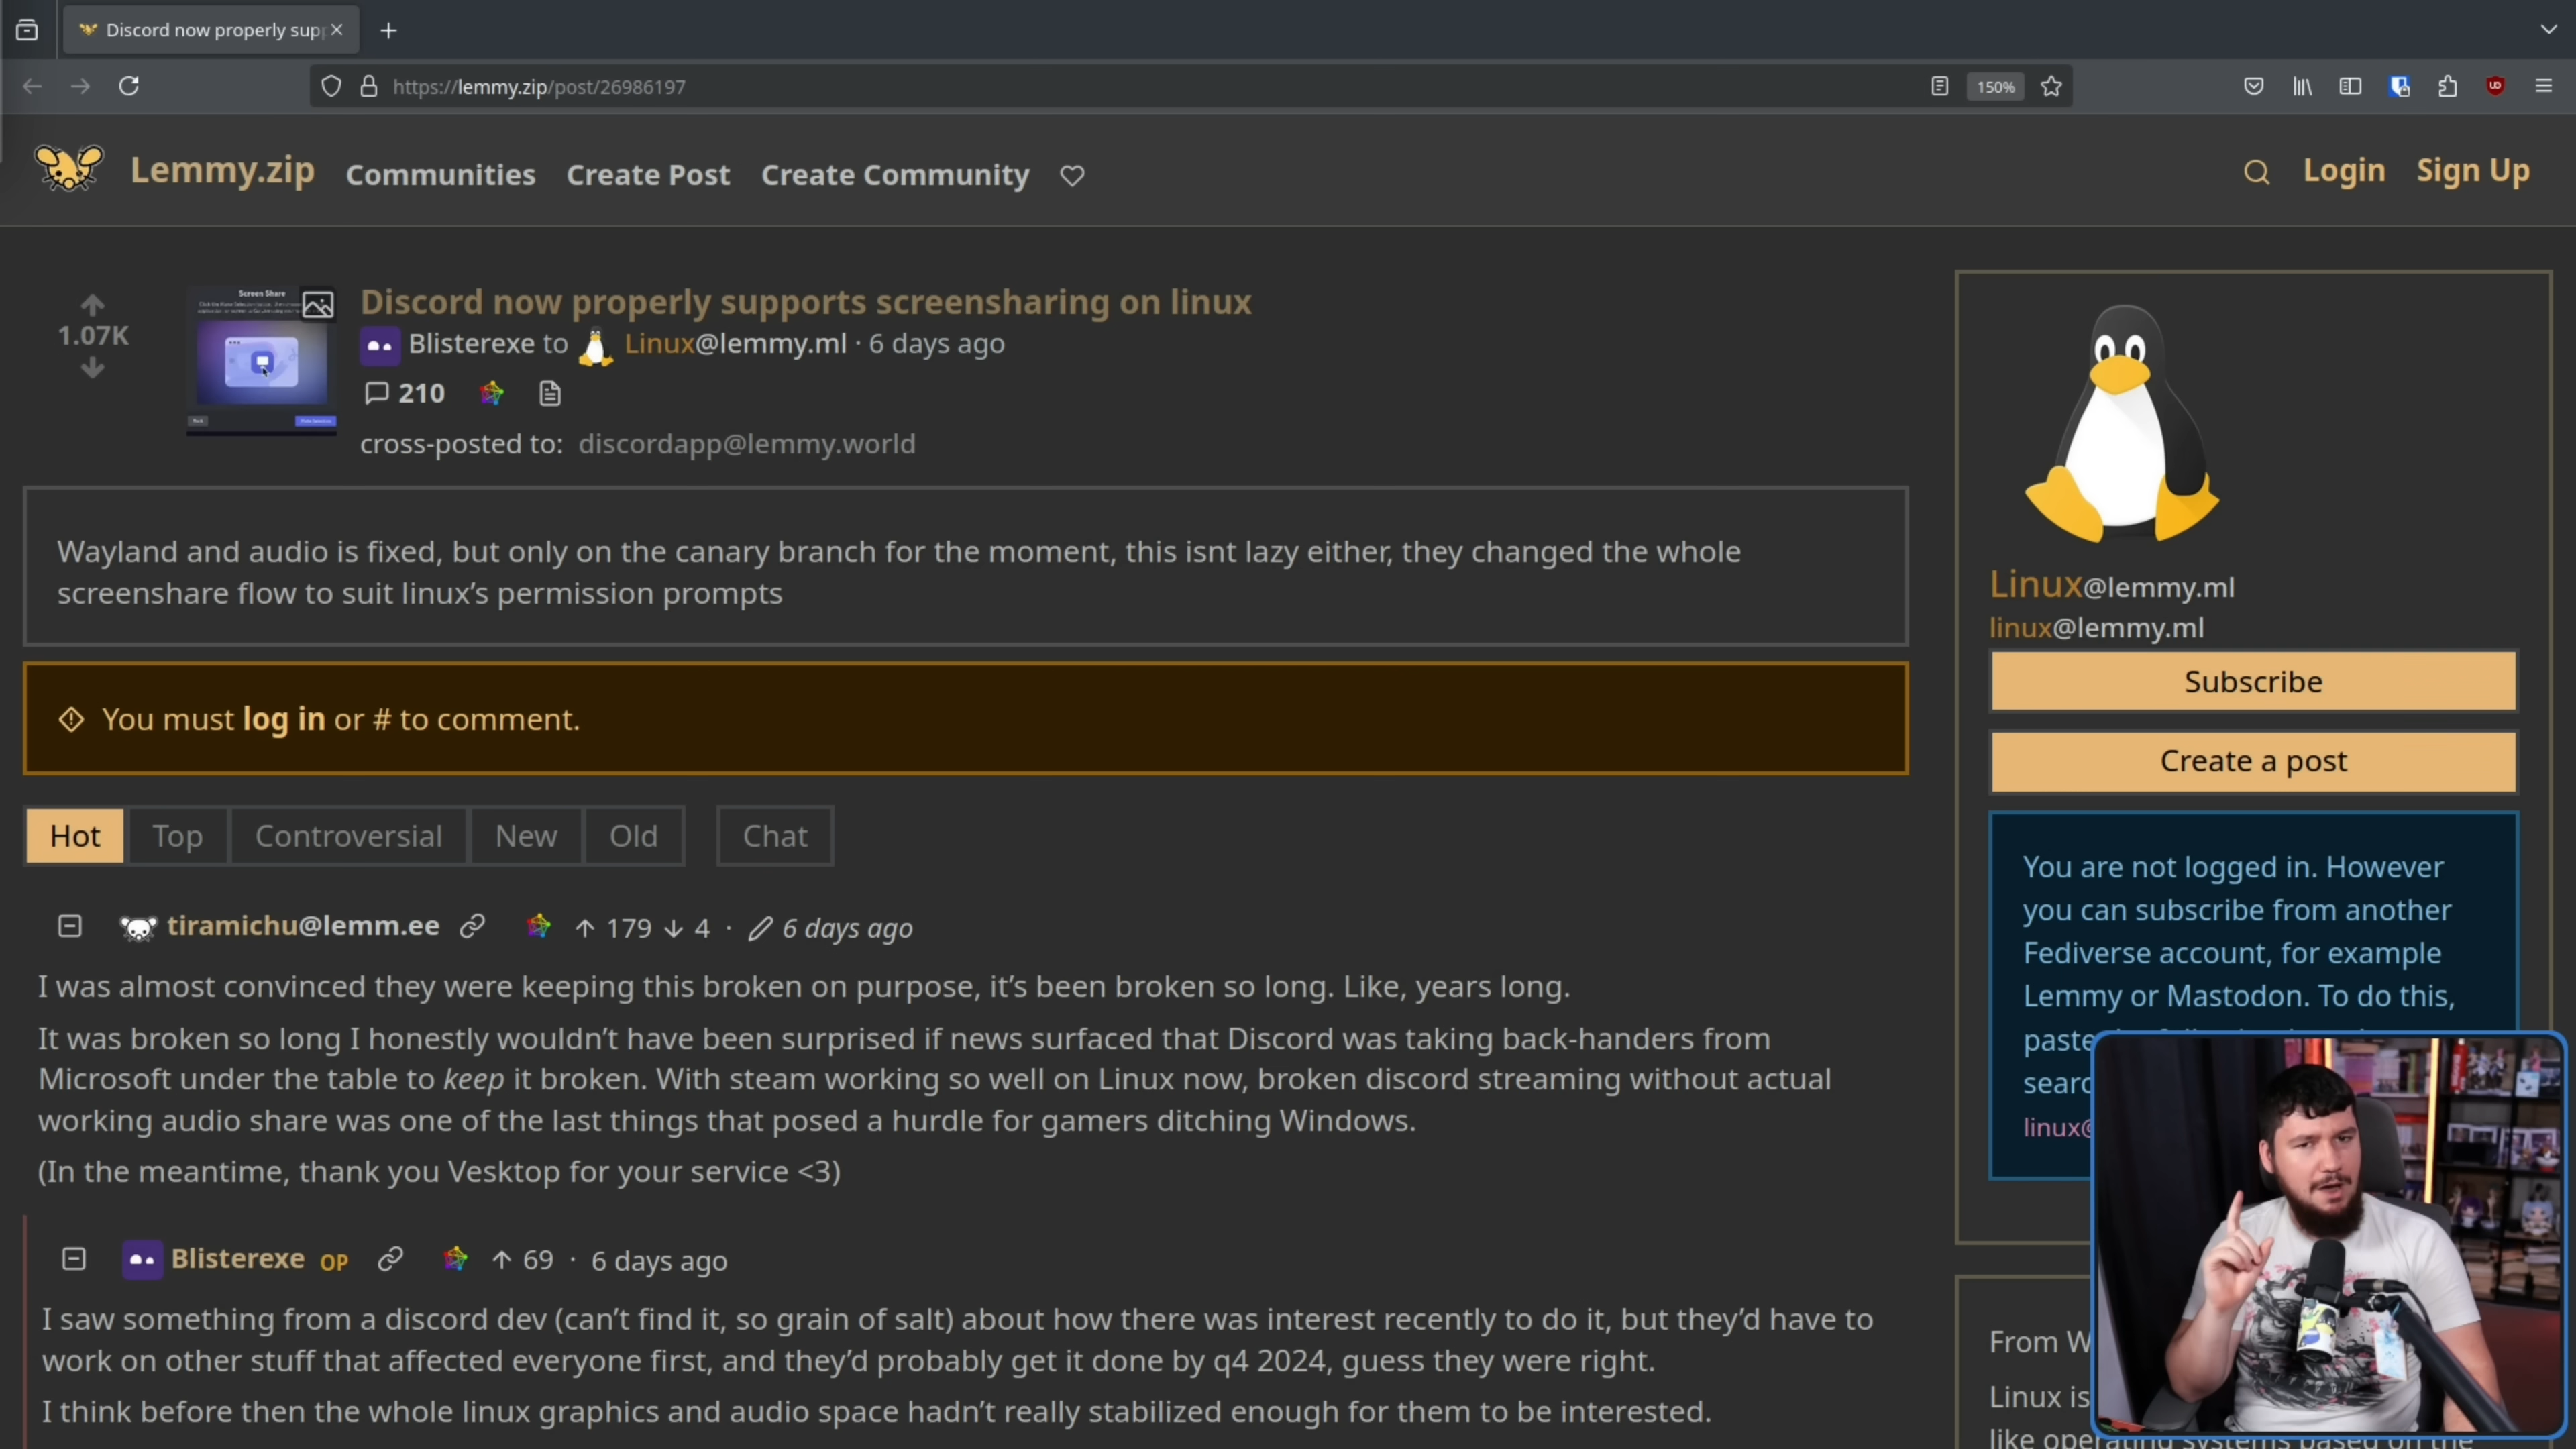 Discord now properly sup
https://lemmy.zip/post/26986197
150%
Lemmy.zip Communities Create Post Create Community
Login Sign Up
1.07K
Screen Share
Discord now properly supports screensharing on linux
Blisterexe to Linux@lemmy.ml · 6 days ago
210
cross-posted to: discordapp@lemmy.world
Wayland and audio is fixed, but only on the canary branch for the moment, this isnt lazy either, they changed the whole
screenshare flow to suit linux’s permission prompts
You must log in or # to comment.
Hot Top Controversial New Old Chat
tiramichu@lemm.ee 179 4 · 6 days ago
I was almost convinced they were keeping this broken on purpose, it’s been broken so long. Like, years long.
It was broken so long I honestly wouldn’t have been surprised if news surfaced that Discord was taking back-handers from
Microsoft under the table to keep it broken. With steam working so well on Linux now, broken discord streaming without actual
working audio share was one of the last things that posed a hurdle for gamers ditching Windows.
(In the meantime, thank you Vesktop for your service <3)
Blisterexe OP 69 · 6 days ago
I saw something from a discord dev (can’t find it, so grain of salt) about how there was interest recently to do it, but they’d have to
work on other stuff that affected everyone first, and they’d probably get it done by q4 2024, guess they were right.
I think before then the whole linux graphics and audio space hadn’t really stabilized enough for them to be interested.
Linux@lemmy.ml
linux@lemmy.ml
Subscribe
Create a post
You are not logged in. However
you can subscribe from another
Fediverse account, for example
Lemmy or Mastodon. To do this,
paste
searc
linux@
From W
Linux is
like operating systems based on the